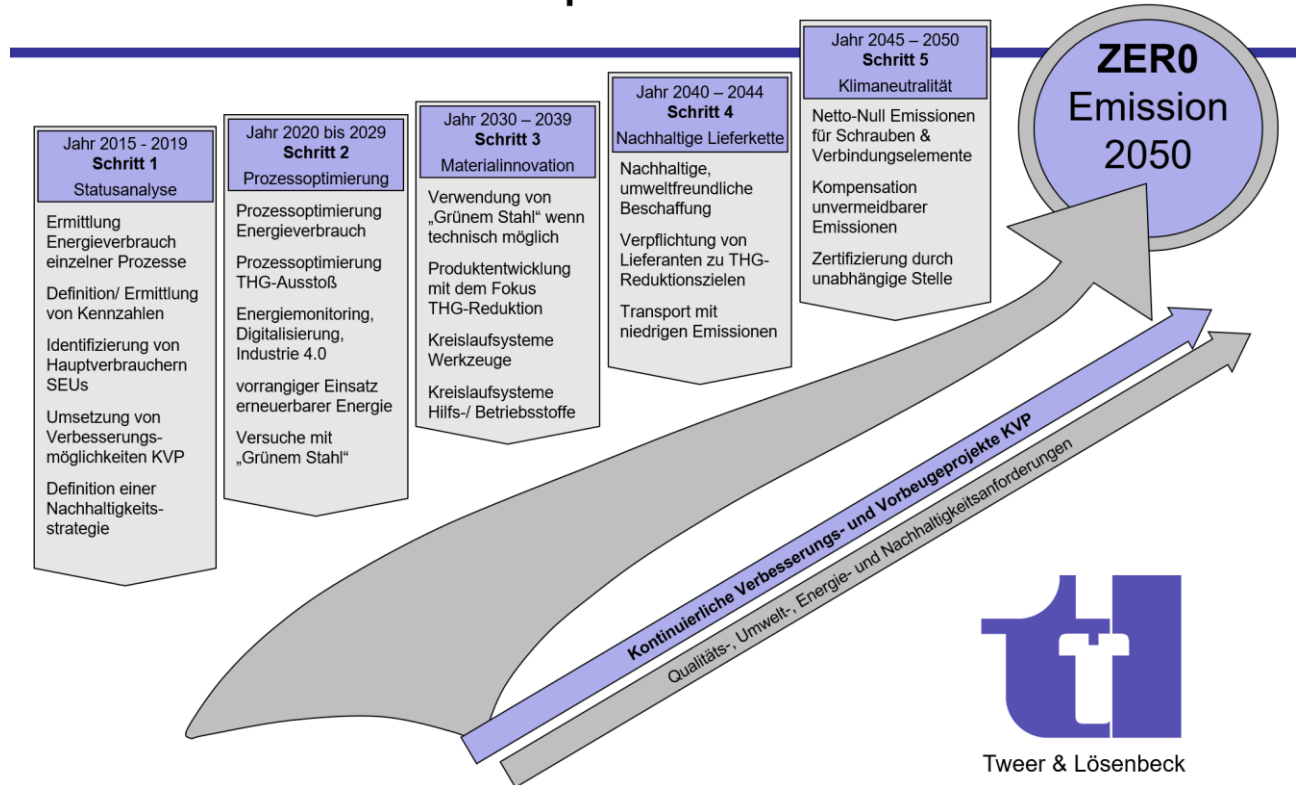 Jahr 2015 - 2019
Schritt 1
Statusanalyse
Ermittlung
Energieverbrauch
einzelner Prozesse
Definition/ Ermittlung
von Kennzahlen
Identifizierung von
Hauptverbrauchern
SEUs
Umsetzung von
Verbesserungs-
möglichkeiten KVP
Definition einer
Nachhaltigkeits-
strategie
Jahr 2020 bis 2029
Schritt 2
Prozessoptimierung
Prozessoptimierung
Energieverbrauch
Prozessoptimierung
THG-Ausstoß
Energiemonitoring,
Digitalisierung,
Industrie 4.0
vorrangiger Einsatz
erneuerbarer Energie
Versuche mit
„Grünem Stahl“
Jahr 2030 – 2039
Schritt 3
Materialinnovation
Verwendung von
„Grünem Stahl“ wenn
technisch möglich
Produktentwicklung
mit dem Fokus
THG-Reduktion
Kreislaufsysteme
Werkzeuge
Kreislaufsysteme
Hilfs-/ Betriebsstoffe
Jahr 2040 – 2044
Schritt 4
Nachhaltige Lieferkette
Nachhaltige,
umweltfreundliche
Beschaffung
Verpflichtung von
Lieferanten zu THG-
Reduktionszielen
Transport mit
niedrigen Emissionen
Jahr 2045 – 2050
Schritt 5
Klimaneutralität
Netto-Null Emissionen
für Schrauben &
Verbindungselemente
Kompensation
unvermeidbarer
Emissionen
Zertifizierung durch
unabhängige Stelle
ZER0
Emission
2050
Kontinuierliche Verbesserungs- und Vorbeugeprojekte KVP
Qualitäts-, Umwelt-, Energie- und Nachhaltigkeitsanforderungen
Tweer & Lösenbeck